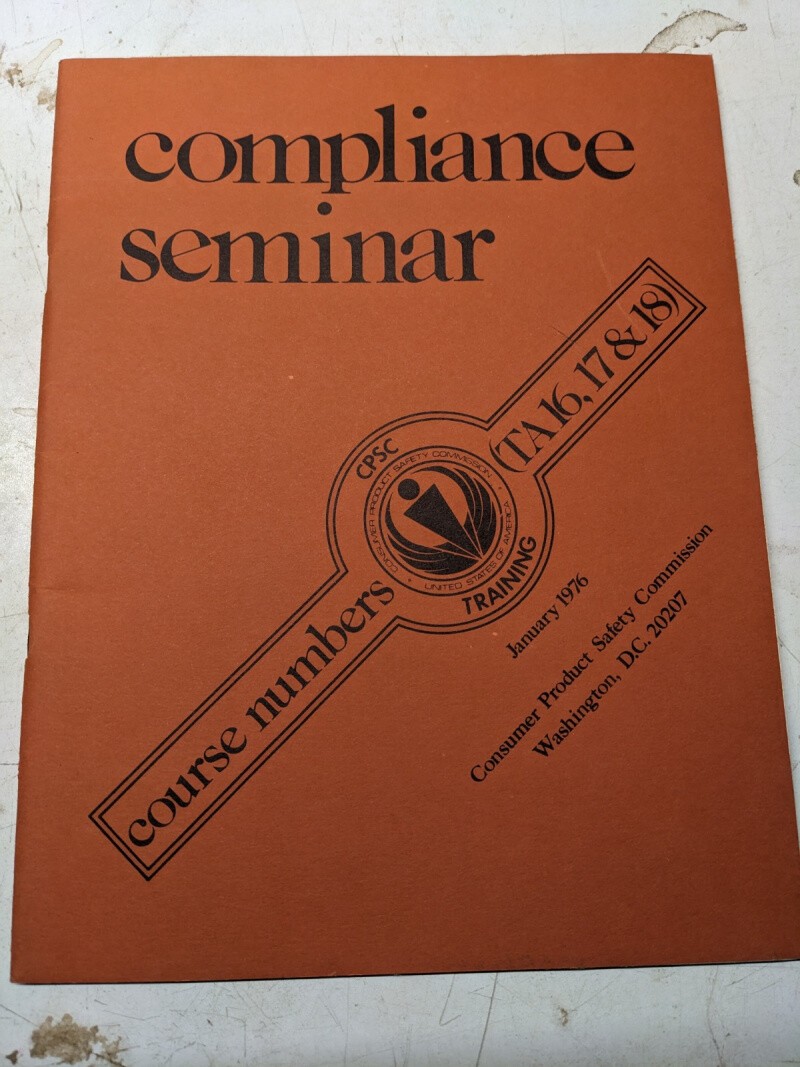 compliance
seminar
course numbers (TA 16, 17 & 18)
CPSC
CONSUMER PRODUCT SAFETY COMMISSION
UNITED STATES OF AMERICA
TRAINING
January 1976
Consumer Product Safety Commission
Washington, D.C. 20207